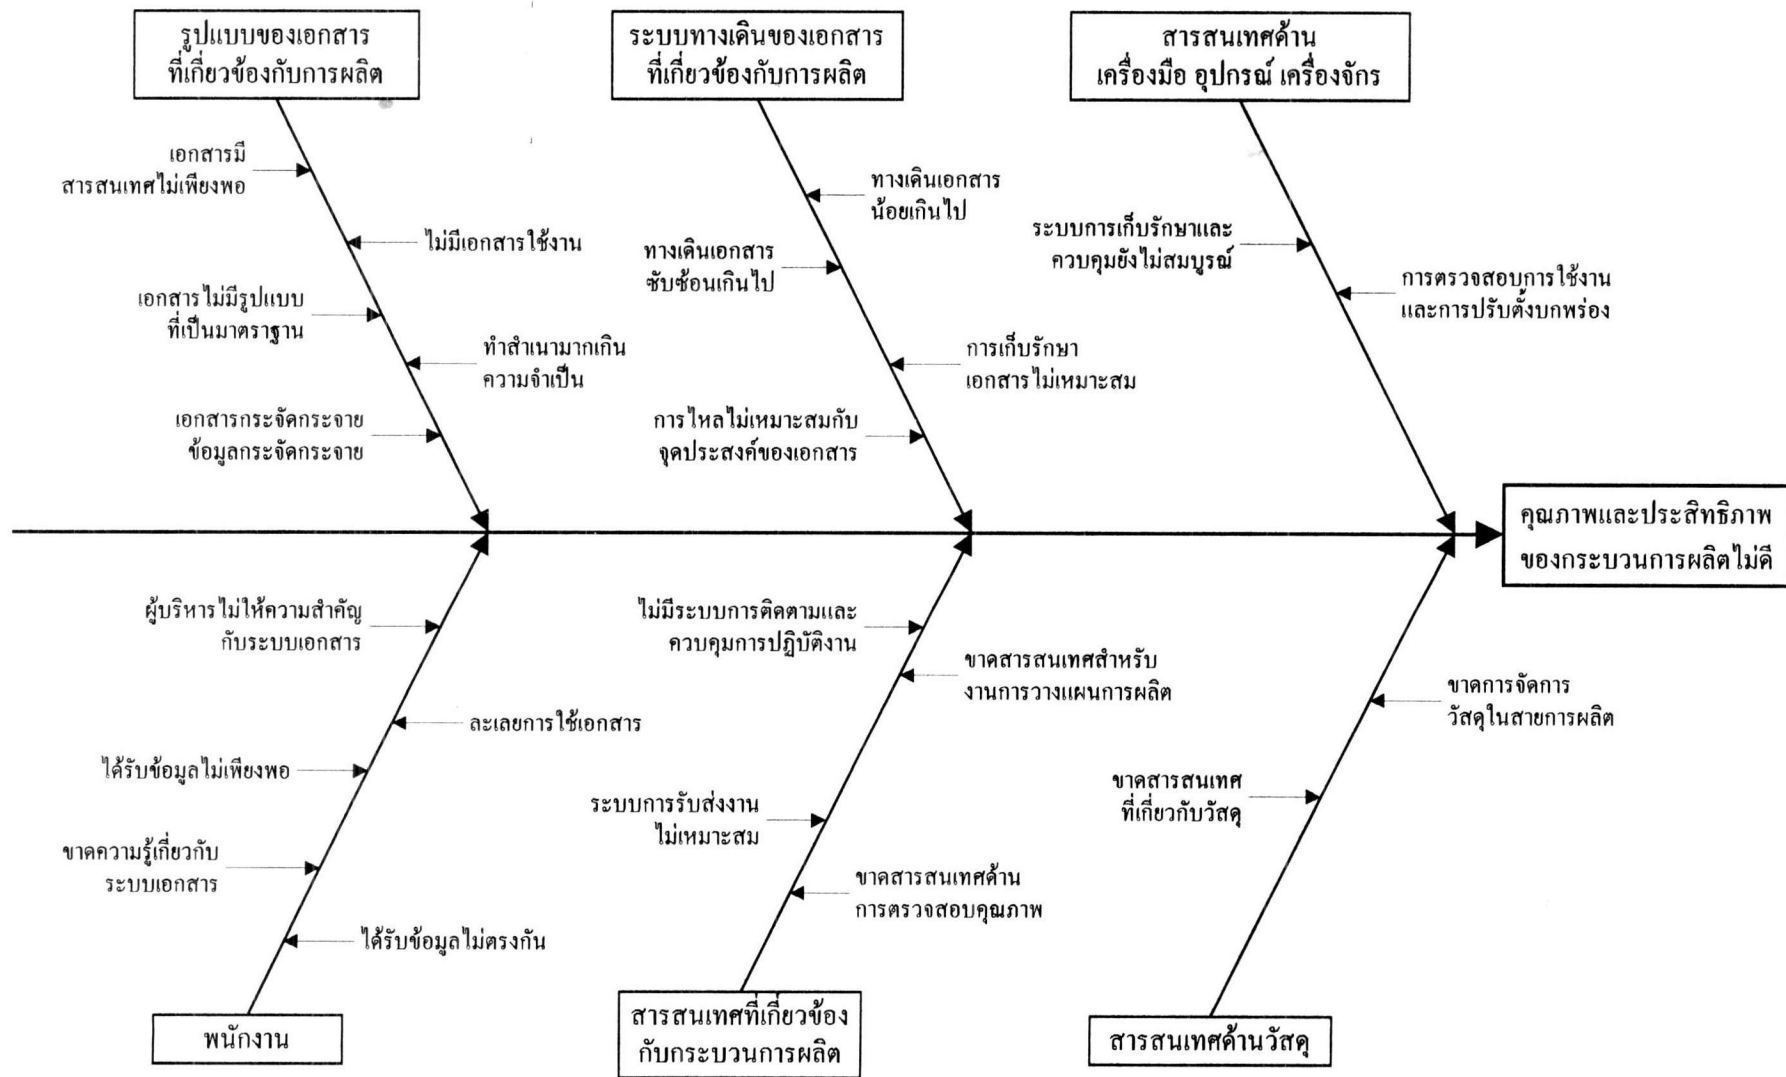 รูปแบบของเอกสาร
ที่เกี่ยวข้องกับการผลิต
ระบบทางเดินของเอกสาร
ที่เกี่ยวข้องกับการผลิต
สารสนเทศด้าน
เครื่องมือ อุปกรณ์ เครื่องจักร
เอกสารมี
สารสนเทศไม่เพียงพอ
ไม่มีเอกสารใช้งาน
เอกสารไม่มีรูปแบบ
ที่เป็นมาตราฐาน
ทำสำเนามากเกิน
ความจำเป็น
เอกสารกระจัดกระจาย
ข้อมูลกระจัดกระจาย
ทางเดินเอกสาร
น้อยเกินไป
ทางเดินเอกสาร
ซับซ้อนเกินไป
การเก็บรักษา
เอกสารไม่เหมาะสม
การไหลไม่เหมาะสมกับ
จุดประสงค์ของเอกสาร
ระบบการเก็บรักษาและ
ควบคุมยังไม่สมบูรณ์
การตรวจสอบการใช้งาน
และการปรับตั้งบกพร่อง
คุณภาพและประสิทธิภาพ
ของกระบวนการผลิตไม่ดี
ผู้บริหารไม่ให้ความสำคัญ
กับระบบเอกสาร
ละเลยการใช้เอกสาร
ได้รับข้อมูลไม่เพียงพอ
ขาดความรู้เกี่ยวกับ
ระบบเอกสาร
ได้รับข้อมูลไม่ตรงกัน
ไม่มีระบบการติดตามและ
ควบคุมการปฏิบัติงาน
ขาดสารสนเทศสำหรับ
งานการวางแผนการผลิต
ระบบการรับส่งงาน
ไม่เหมาะสม
ขาดสารสนเทศด้าน
การตรวจสอบคุณภาพ
ขาดการจัดการ
วัสดุในสายการผลิต
ขาดสารสนเทศ
ที่เกี่ยวกับวัสดุ
พนักงาน
สารสนเทศที่เกี่ยวข้อง
กับกระบวนการผลิต
สารสนเทศด้านวัสดุ